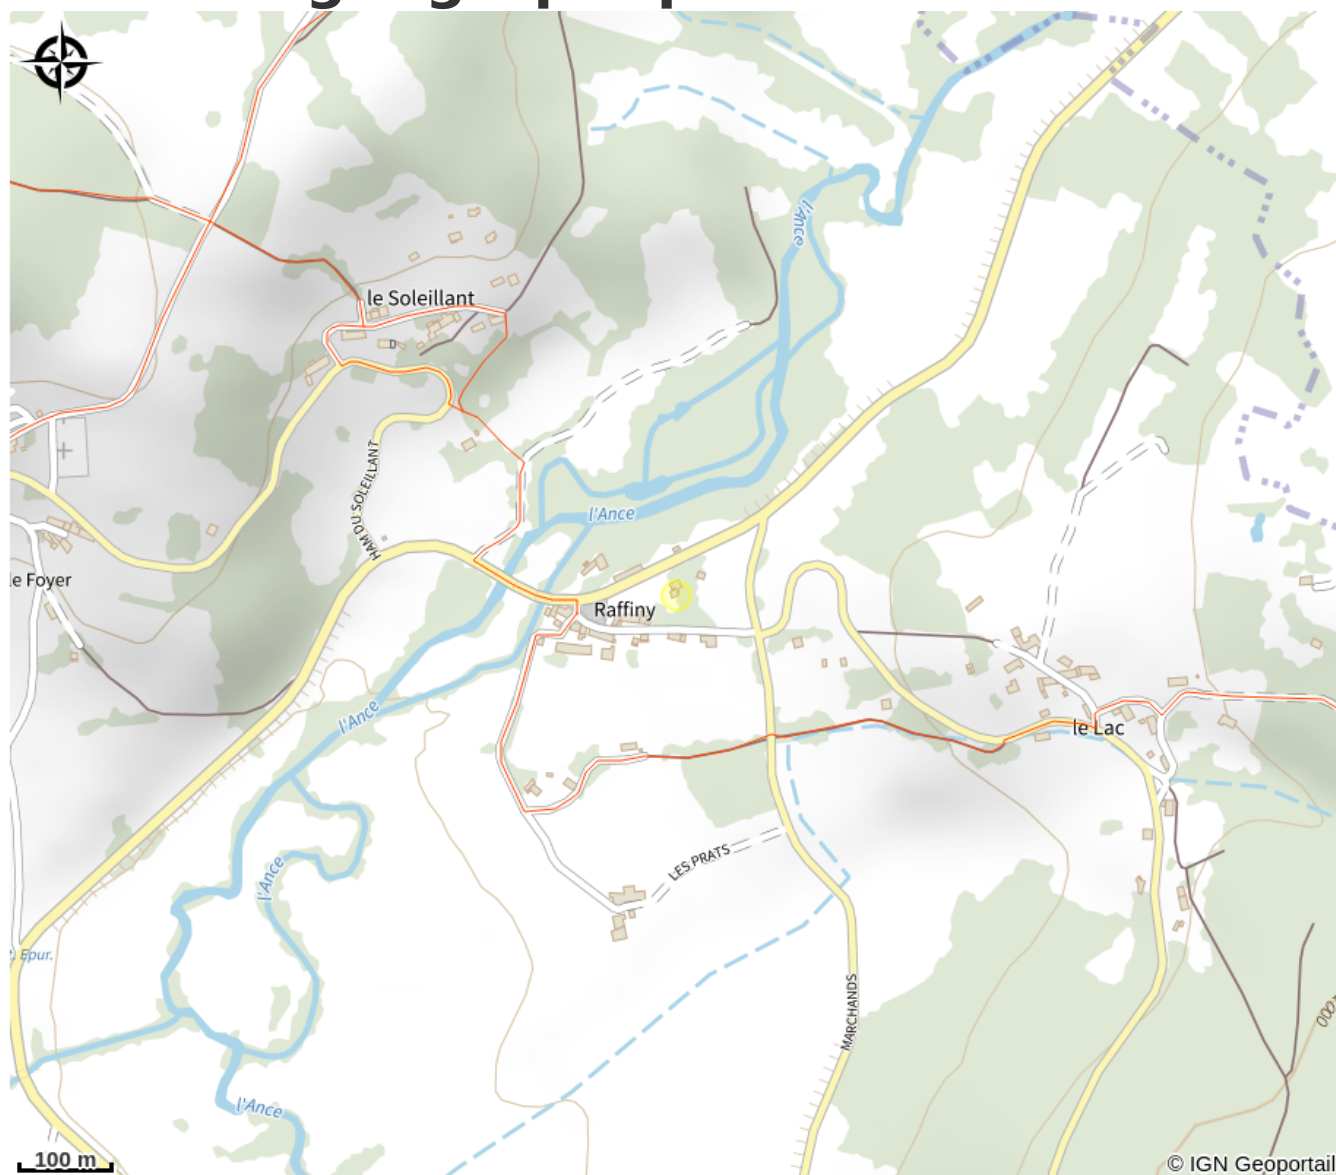 l'Ance
le Soleillant
D
HAM DU SOLEILLANT
l'Ance
le Foyer
Raffiny
l'Ance
le Lac
LES PRATS
l'Ance
Epur.
MARCHANDS
l'Ance
100 m
© IGN Geoportail